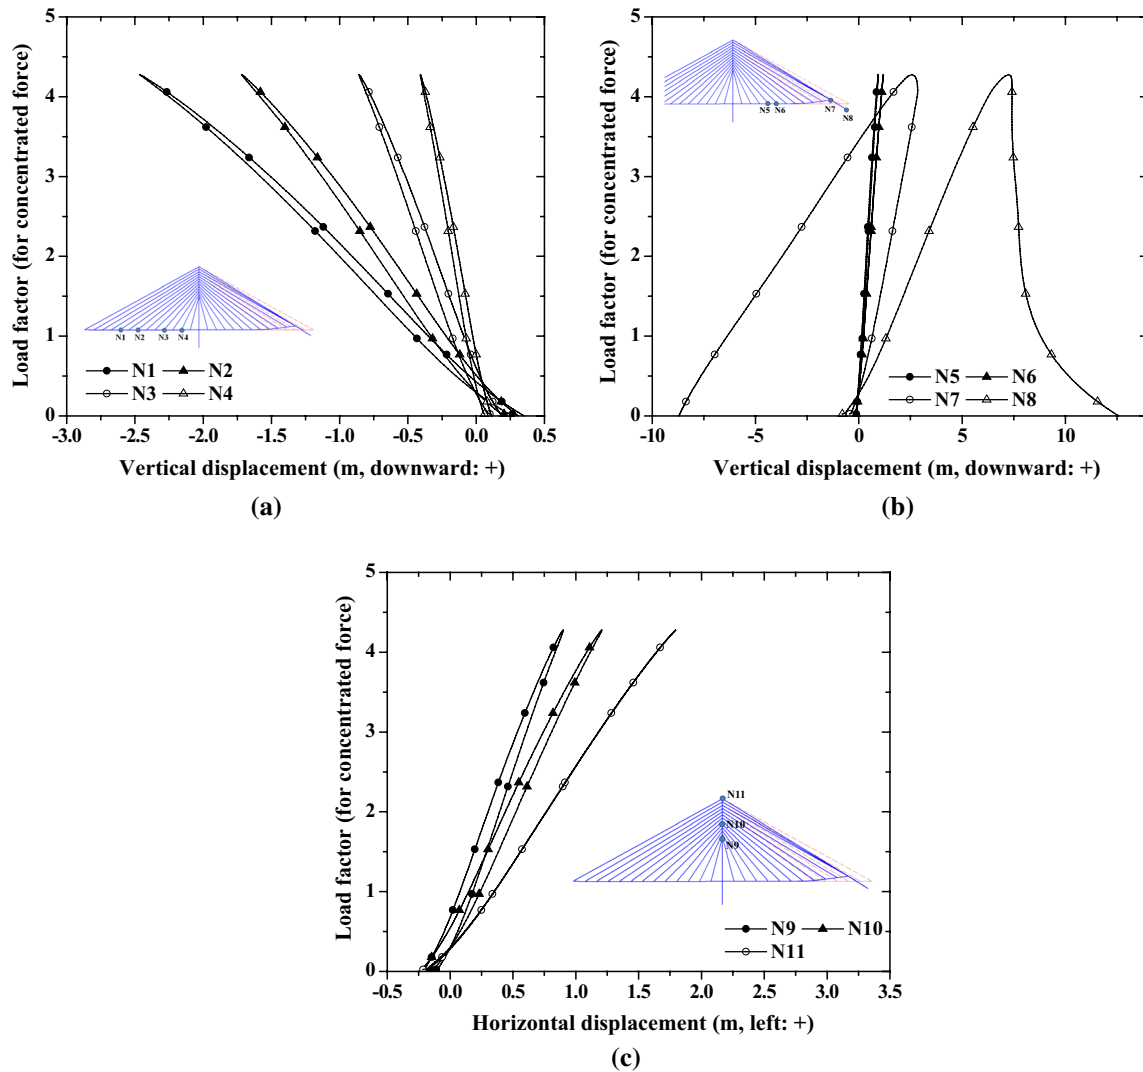 5
4
3
2
1
0
Load factor (for concentrated force)
N1 N2 N3 N4
N1 N2
N3 N4
-3.0 -2.5 -2.0 -1.5 -1.0 -0.5 0.0 0.5
Vertical displacement (m, downward: +)
(a)
5
4
3
2
1
0
Load factor (for concentrated force)
N5 N6 N7 N8
N5 N6
N7 N8
-10 -5 0 5 10
Vertical displacement (m, downward: +)
(b)
5
4
3
2
1
0
Load factor (for concentrated force)
N11
N10
N9
N9 N10
N11
-0.5 0.0 0.5 1.0 1.5 2.0 2.5 3.0 3.5
Horizontal displacement (m, left: +)
(c)